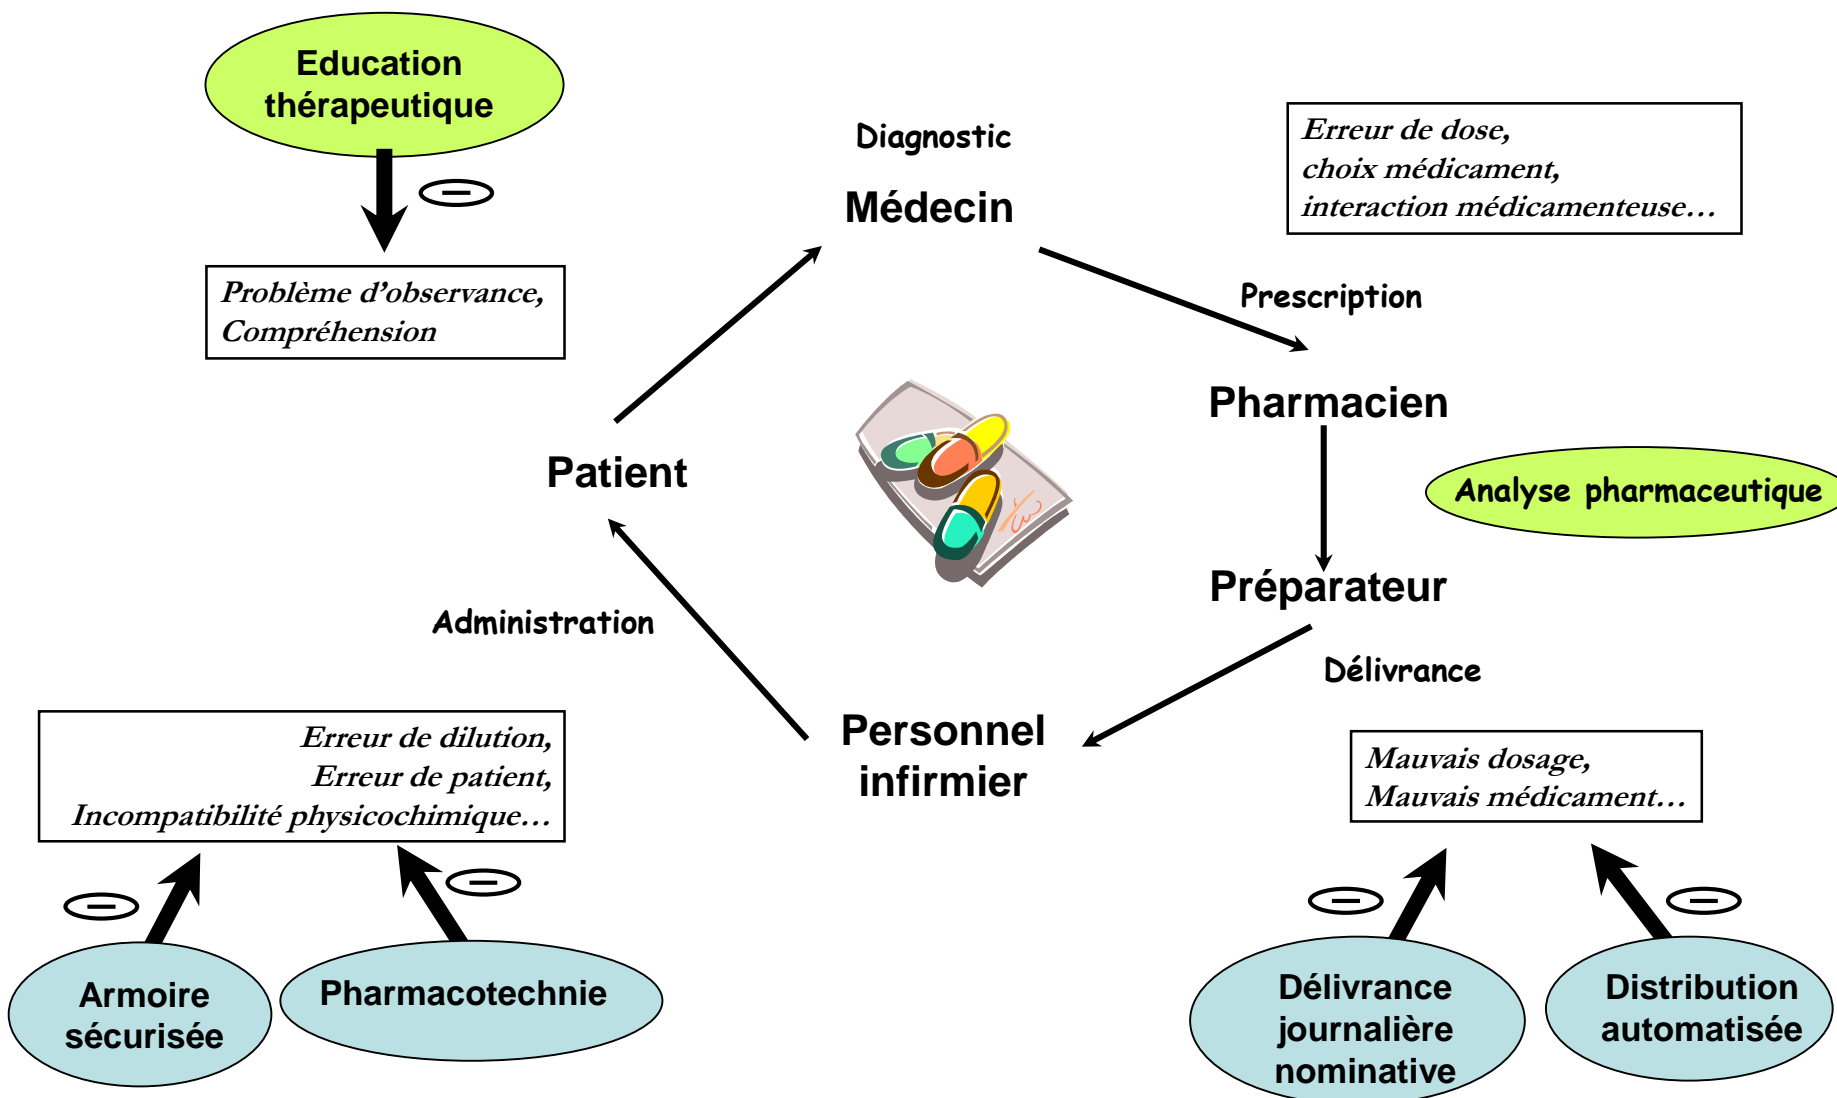 Education
thérapeutique
Diagnostic
Médecin
Erreur de dose,
choix médicament,
interaction médicamenteuse…
Problème d'observance,
Compréhension
Prescription
Pharmacien
Patient
Analyse pharmaceutique
Préparateur
Administration
Délivrance
Personnel
infirmier
Erreur de dilution,
Erreur de patient,
Incompatibilité physicochimique…
Mauvais dosage,
Mauvais médicament…
Armoire
sécurisée
Pharmacotechnie
Délivrance
journalière
nominative
Distribution
automatisée